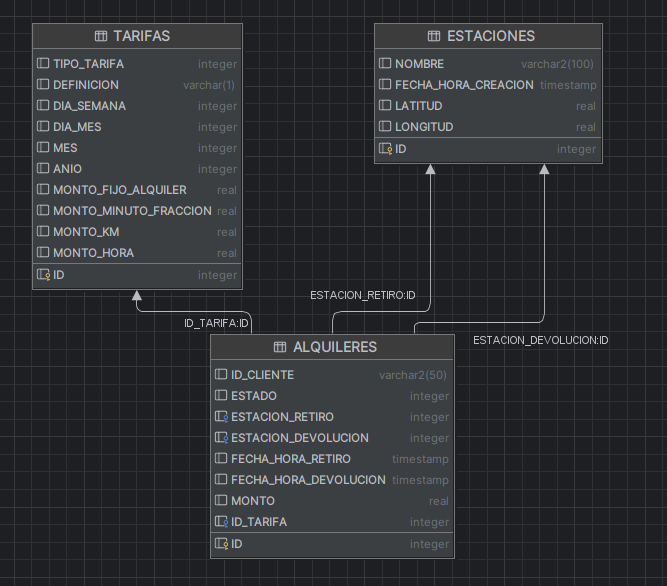 TARIFAS
TIPO_TARIFA integer
DEFINICION varchar(1)
DIA_SEMANA integer
DIA_MES integer
MES integer
ANIO integer
MONTO_FIJO_ALQUILER real
MONTO_MINUTO_FRACCION real
MONTO_KM real
MONTO_HORA real
ID integer
ESTACIONES
NOMBRE varchar2(100)
FECHA_HORA_CREACION timestamp
LATITUD real
LONGITUD real
ID integer
ESTACION_RETIRO:ID
ID_TARIFA:ID
ESTACION_DEVOLUCION:ID
ALQUILERES
ID_CLIENTE varchar2(50)
ESTADO integer
ESTACION_RETIRO integer
ESTACION_DEVOLUCION integer
FECHA_HORA_RETIRO timestamp
FECHA_HORA_DEVOLUCION timestamp
MONTO real
ID_TARIFA integer
ID integer